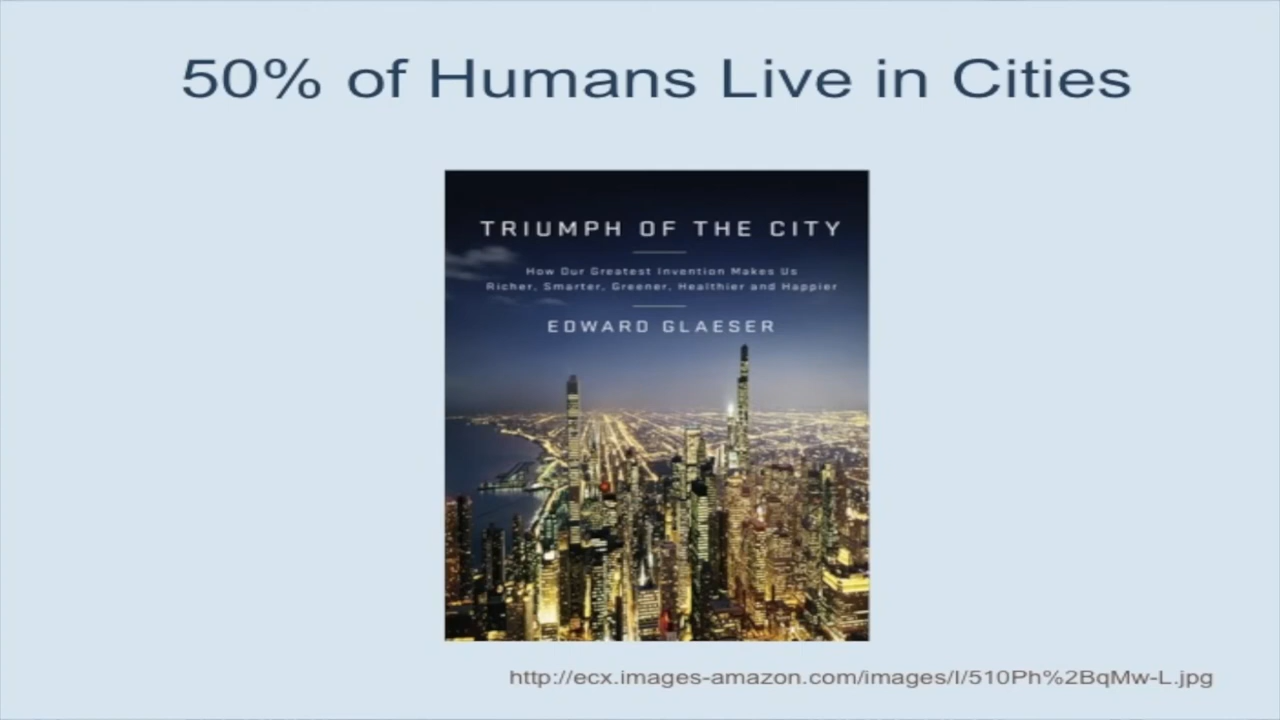 50% of Humans Live in Cities
TRIUMPH OF THE CITY
How Our Greatest Invention Makes Us
Richer, Smarter, Greener, Healthier and Happier
EDWARD GLAESER
http://ecx.images-amazon.com/images/I/510Ph%2BqMw-L.jpg